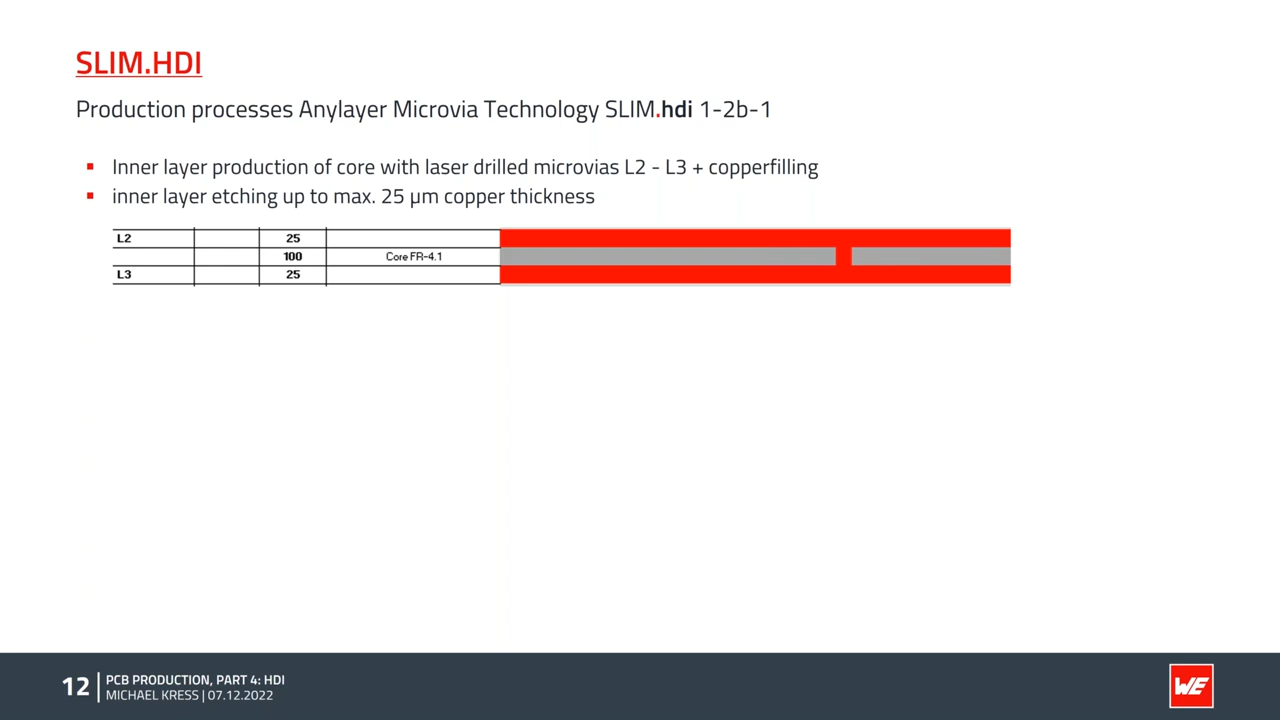 SLIM.HDI
Production processes Anylayer Microvia Technology SLIM.hdi 1-2b-1
▪ Inner layer production of core with laser drilled microvias L2 - L3 + copperfilling
▪ inner layer etching up to max. 25 µm copper thickness
L2 25
100 Core FR-4.1
L3 25
12 PCB PRODUCTION, PART 4: HDI
MICHAEL KRESS | 07.12.2022
WE